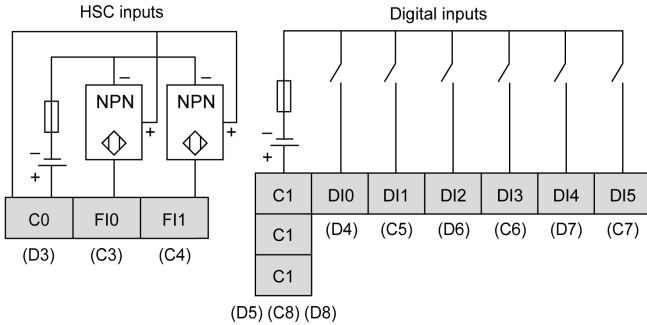 HSC inputs
Digital inputs
NPN
NPN
− −
+ +
−
+
−
+
C0 FI0 FI1
(D3) (C3) (C4)
C1 DI0 DI1 DI2 DI3 DI4 DI5
(D4) (C5) (D6) (C6) (D7) (C7)
C1
C1
(D5) (C8) (D8)